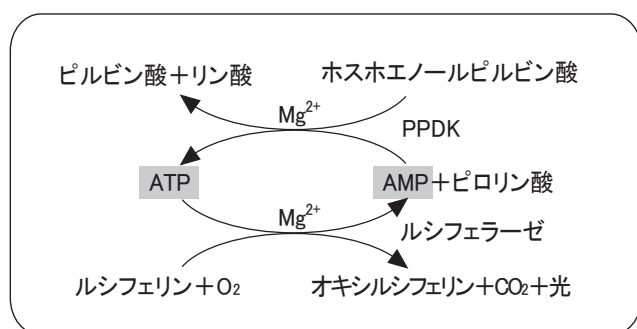 ピルビン酸＋リン酸 ホスホエノールピルビン酸
Mg²⁺
PPDK
ATP AMP＋ピロリン酸
Mg²⁺
ルシフェラーゼ
ルシフェリン＋O₂ オキシルシフェリン＋CO₂＋光